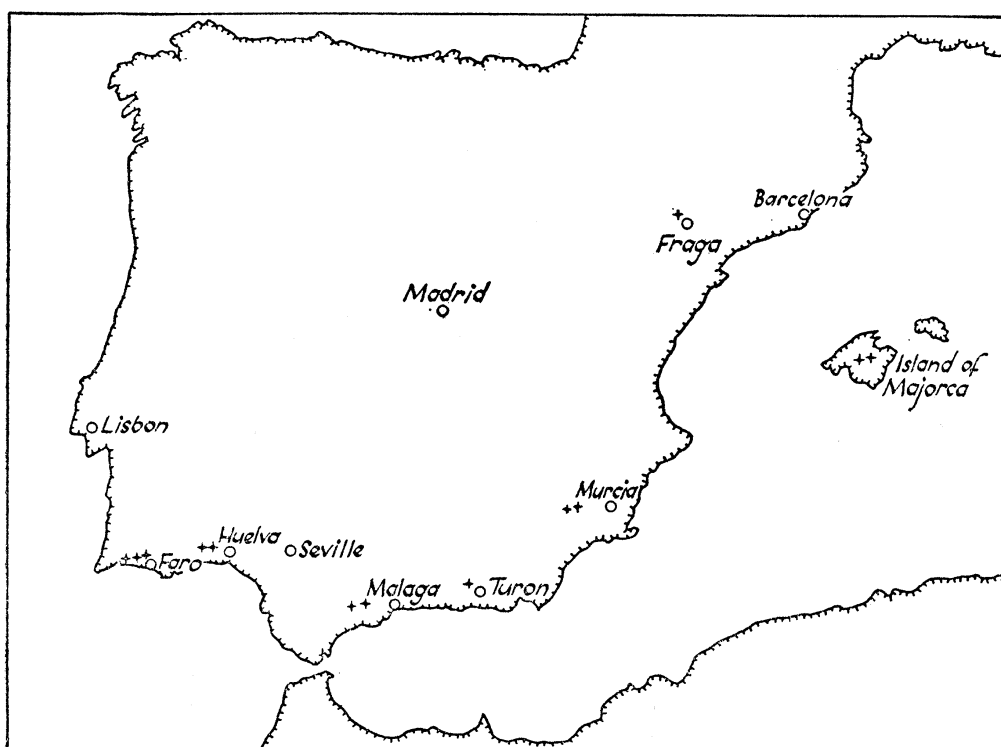 Barcelona
Fraga
Madrid
Island of
Majorca
Lisbon
Murcia
Huelva
Seville
Faro
Malaga
Turon